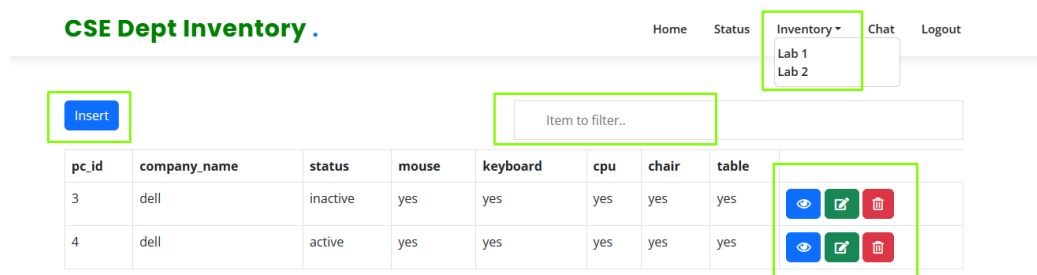 CSE Dept Inventory .
Home Status Inventory Chat Logout
Lab 1
Lab 2
Insert
Item to filter..
pc_id company_name status mouse keyboard cpu chair table
3 dell inactive yes yes yes yes yes
4 dell active yes yes yes yes yes